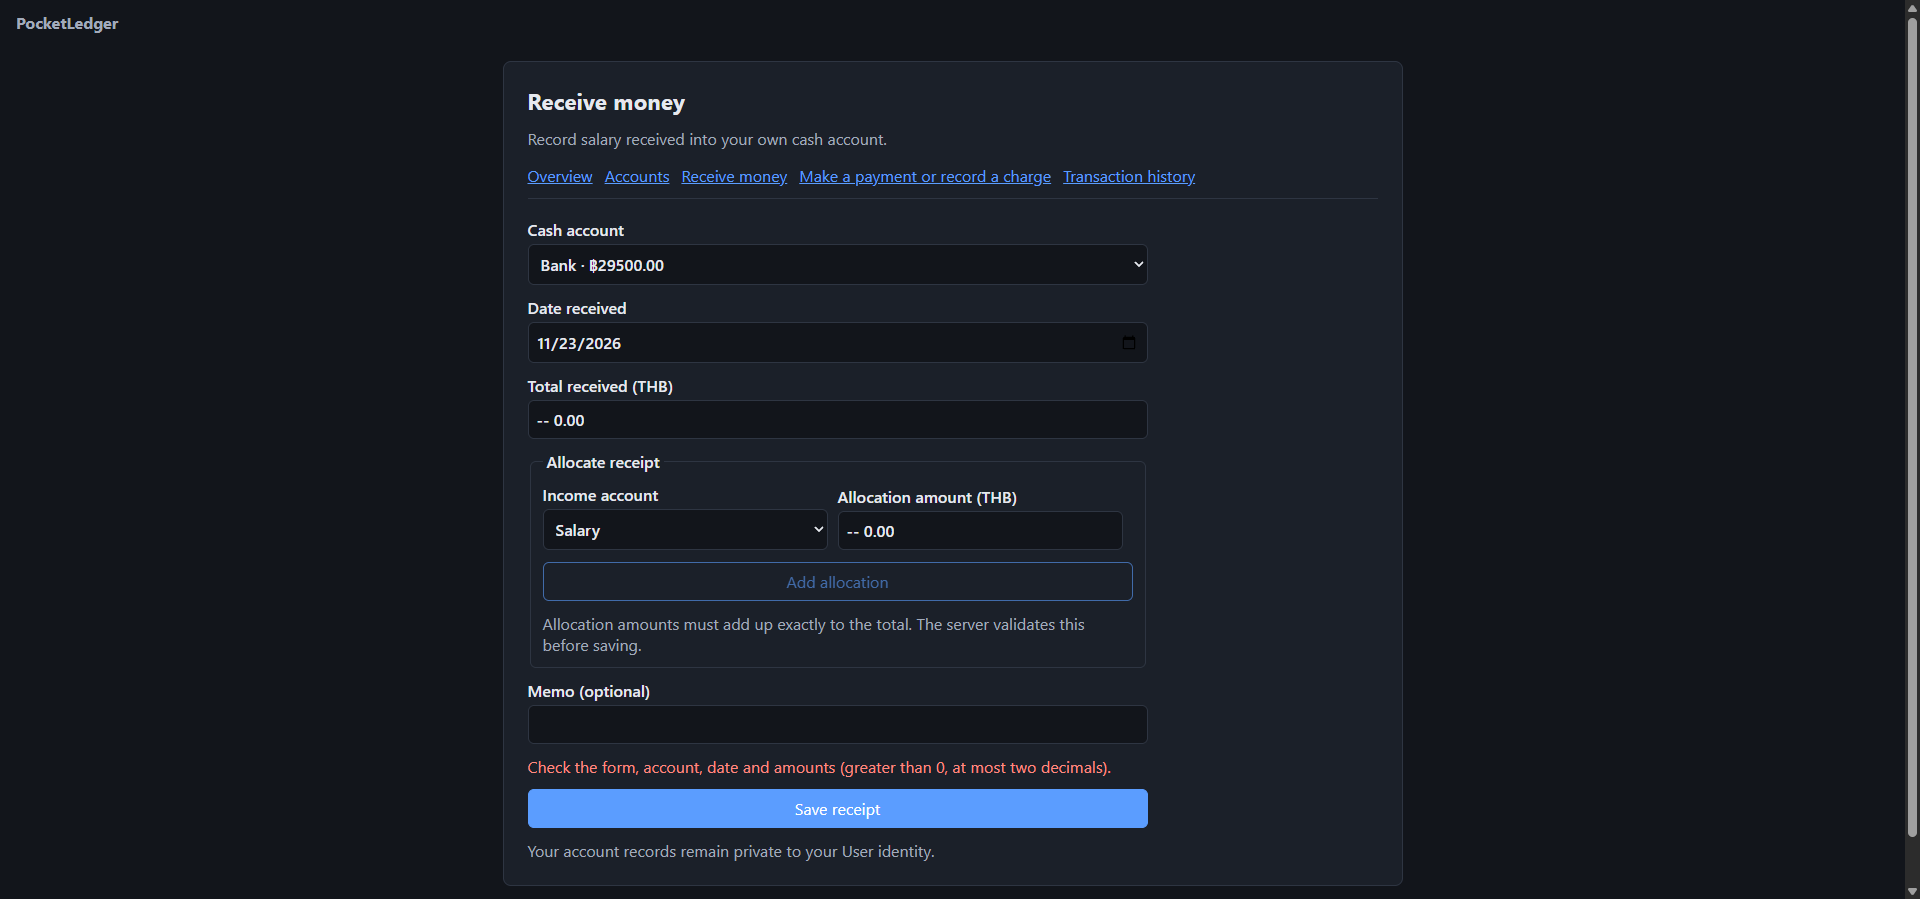 PocketLedger
Receive money
Record salary received into your own cash account.
Overview Accounts Receive money Make a payment or record a charge Transaction history
Cash account
Bank · ฿29500.00
Date received
11/23/2026
Total received (THB)
-- 0.00
Allocate receipt
Income account Allocation amount (THB)
Salary -- 0.00
Add allocation
Allocation amounts must add up exactly to the total. The server validates this
before saving.
Memo (optional)
Check the form, account, date and amounts (greater than 0, at most two decimals).
Save receipt
Your account records remain private to your User identity.